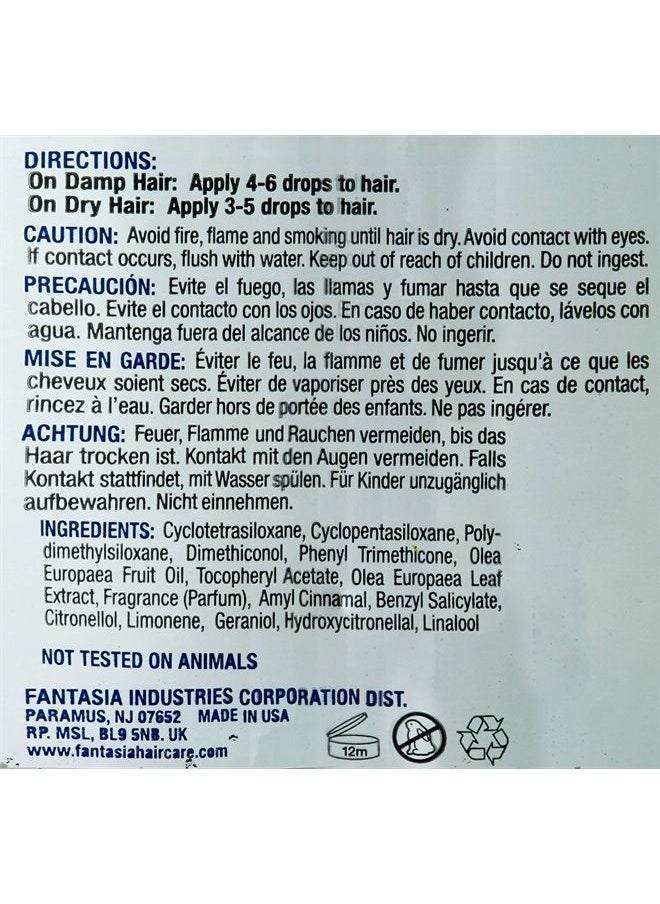 DIRECTIONS:
On Damp Hair: Apply 4-6 drops to hair.
On Dry Hair: Apply 3-5 drops to hair.
CAUTION: Avoid fire, flame and smoking until hair is dry. Avoid contact with eyes.
If contact occurs, flush with water. Keep out of reach of children. Do not ingest.
PRECAUCIÓN: Evite el fuego, las llamas y fumar hasta que se seque el
cabello. Evite el contacto con los ojos. En caso de haber contacto, lávelos con
agua. Mantenga fuera del alcance de los niños. No ingerir.
MISE EN GARDE: Éviter le feu, la flamme et de fumer jusqu'à ce que les
cheveux soient secs. Éviter de vaporiser près des yeux. En cas de contact,
rincez à l'eau. Garder hors de portée des enfants. Ne pas ingérer.
ACHTUNG: Feuer, Flamme und Rauchen vermeiden, bis das
Haar trocken ist. Kontakt mit den Augen vermeiden. Falls
Kontakt stattfindet, mit Wasser spülen. Für Kinder unzugänglich
aufbewahren. Nicht einnehmen.
INGREDIENTS: Cyclotetrasiloxane, Cyclopentasiloxane, Poly-
dimethylsiloxane, Dimethiconol, Phenyl Trimethicone, Olea
Europaea Fruit Oil, Tocopheryl Acetate, Olea Europaea Leaf
Extract, Fragrance (Parfum), Amyl Cinnamal, Benzyl Salicylate,
Citronellol, Limonene, Geraniol, Hydroxycitronellal, Linalool
NOT TESTED ON ANIMALS
FANTASIA INDUSTRIES CORPORATION DIST.
PARAMUS, NJ 07652 MADE IN USA
RP. MSL, BL9 5NB. UK
www.fantasiahaircare.com
12m